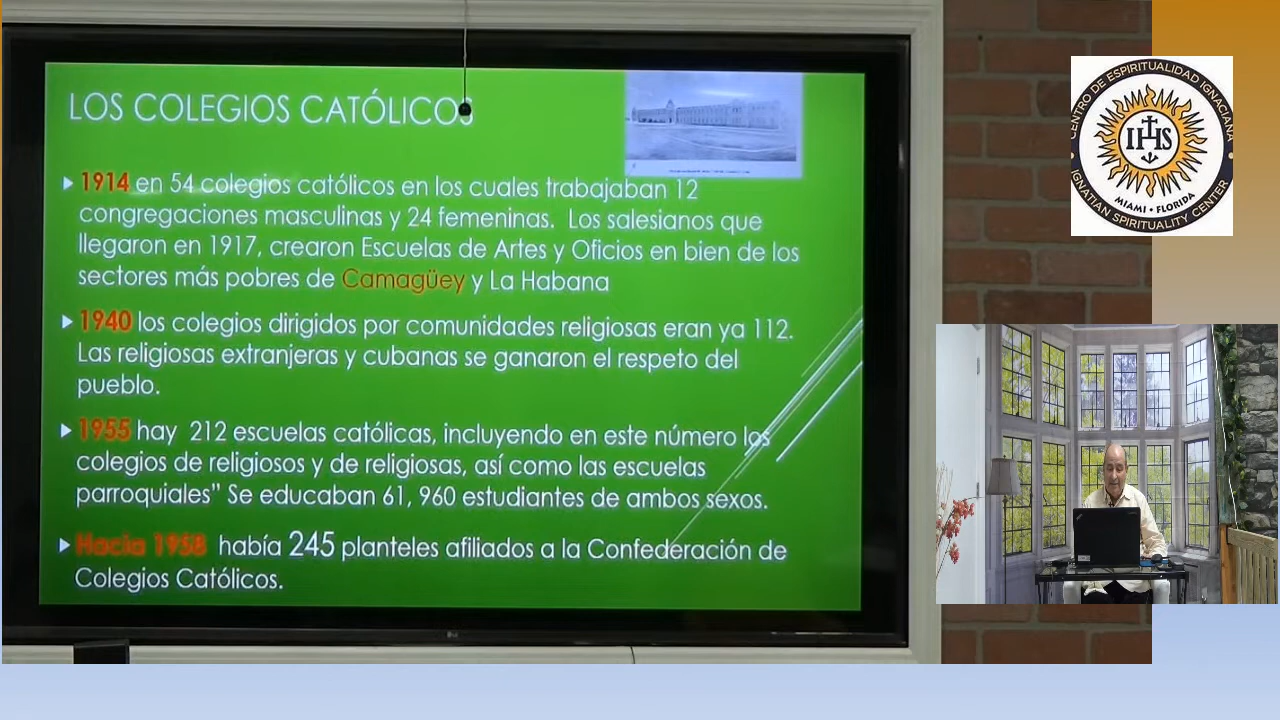 LOS COLEGIOS CATÓLICOS
1914 en 54 colegios católicos en los cuales trabajaban 12
congregaciones masculinas y 24 femeninas. Los salesianos que
llegaron en 1917, crearon Escuelas de Artes y Oficios en bien de los
sectores más pobres de Camagüey y La Habana
1940 los colegios dirigidos por comunidades religiosas eran ya 112.
Las religiosas extranjeras y cubanas se ganaron el respeto del
pueblo.
1955 hay 212 escuelas católicas, incluyendo en este número los
colegios de religiosos y de religiosas, así como las escuelas
parroquiales” Se educaban 61, 960 estudiantes de ambos sexos.
Hacia 1958 había 245 planteles afiliados a la Confederación de
Colegios Católicos.
LG
CENTRO DE ESPIRITUALIDAD IGNACIANA
IHS
MIAMI • FLORIDA
IGNATIAN SPIRITUALITY CENTER